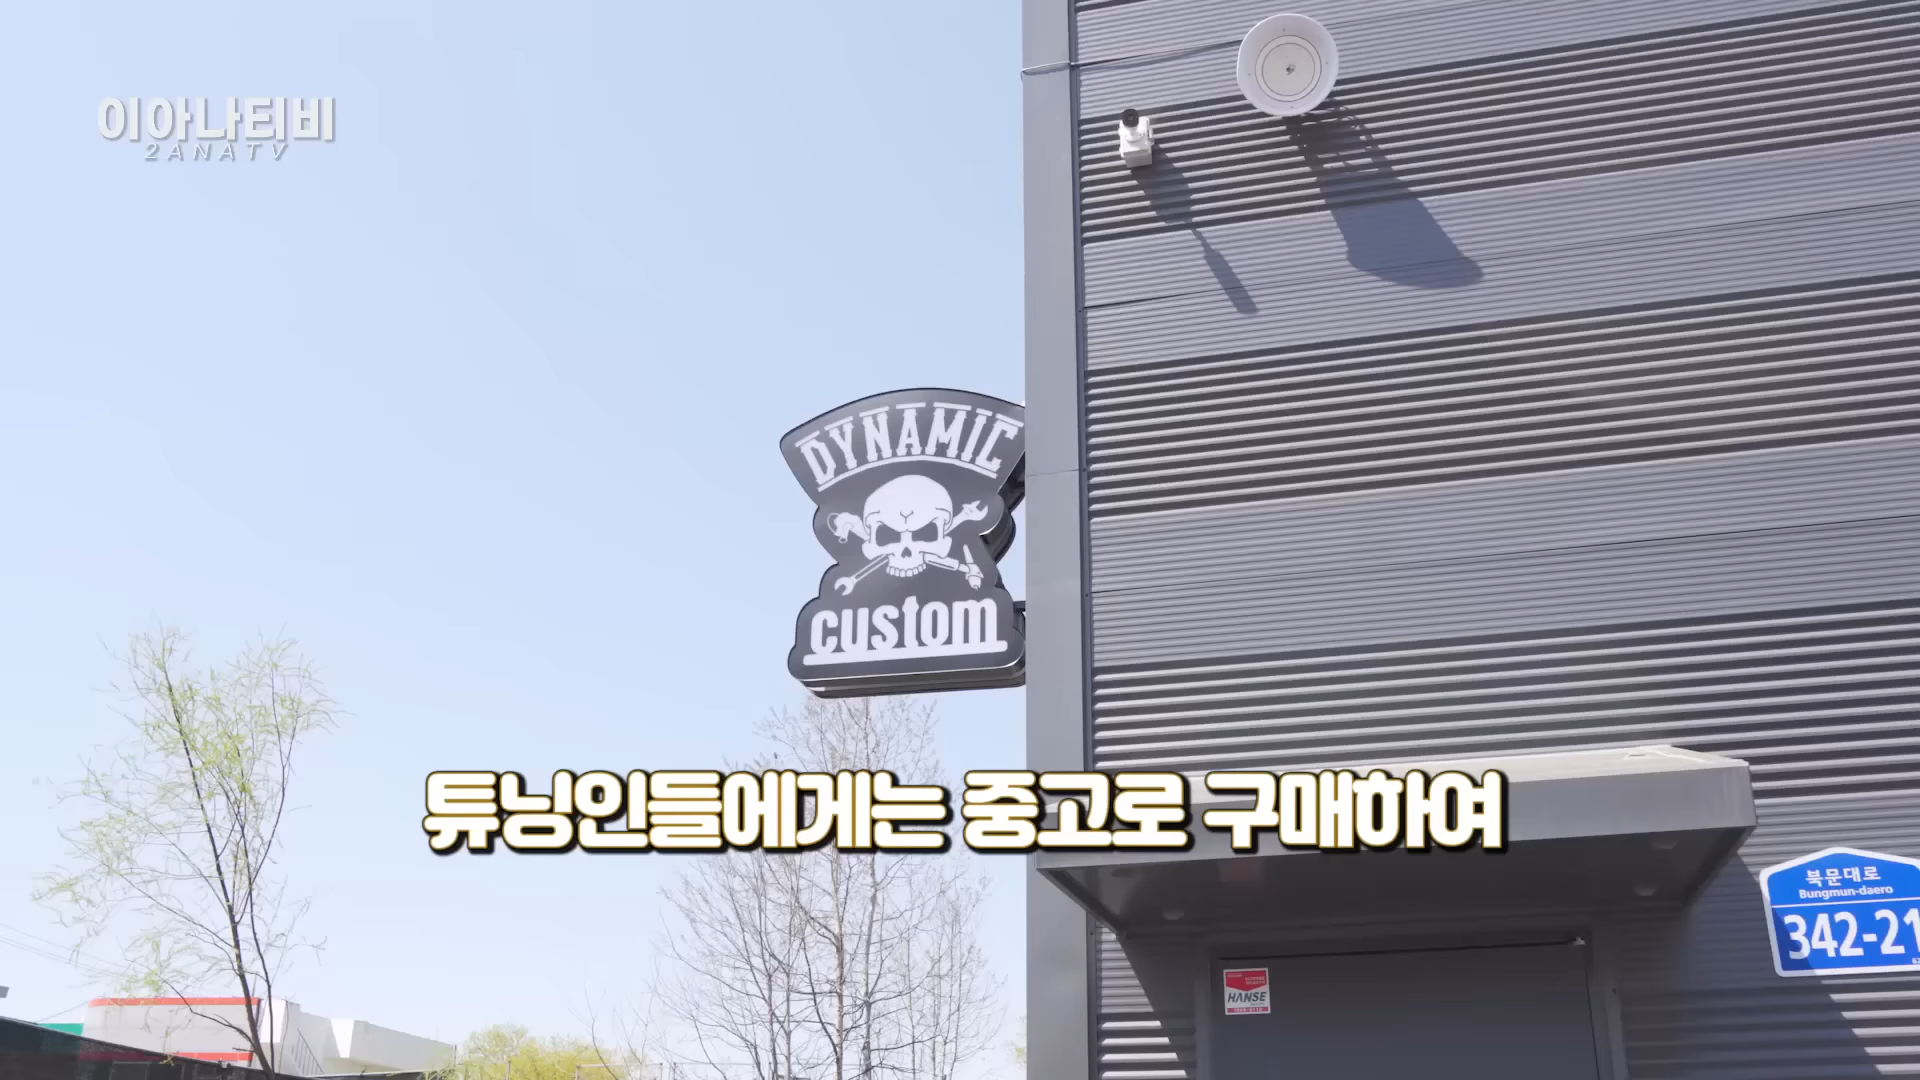 이아나티비
2ANATV
DYNAMIC
custom
튜닝인들에게는 중고로 구매하여
북문대로
Bungmun-daero
342-21
HANSE